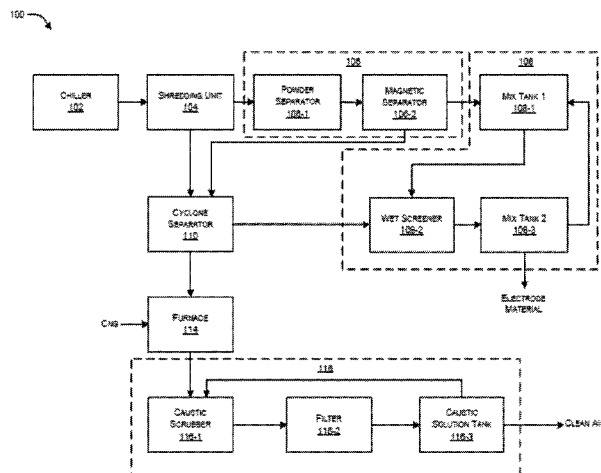 100
106
108
CHILLER
102
SHREDDING UNIT
104
POWDER
SEPARATOR
106-1
MAGNETIC
SEPARATOR
106-2
MIX TANK 1
108-1
CYCLONE
SEPARATOR
110
WET SCREENER
108-2
MIX TANK 2
108-3
ELECTRODE
MATERIAL
CNG
FURNACE
114
116
CAUSTIC
SCRUBBER
116-1
FILTER
116-2
CAUSTIC
SOLUTION TANK
116-3
CLEAN AI